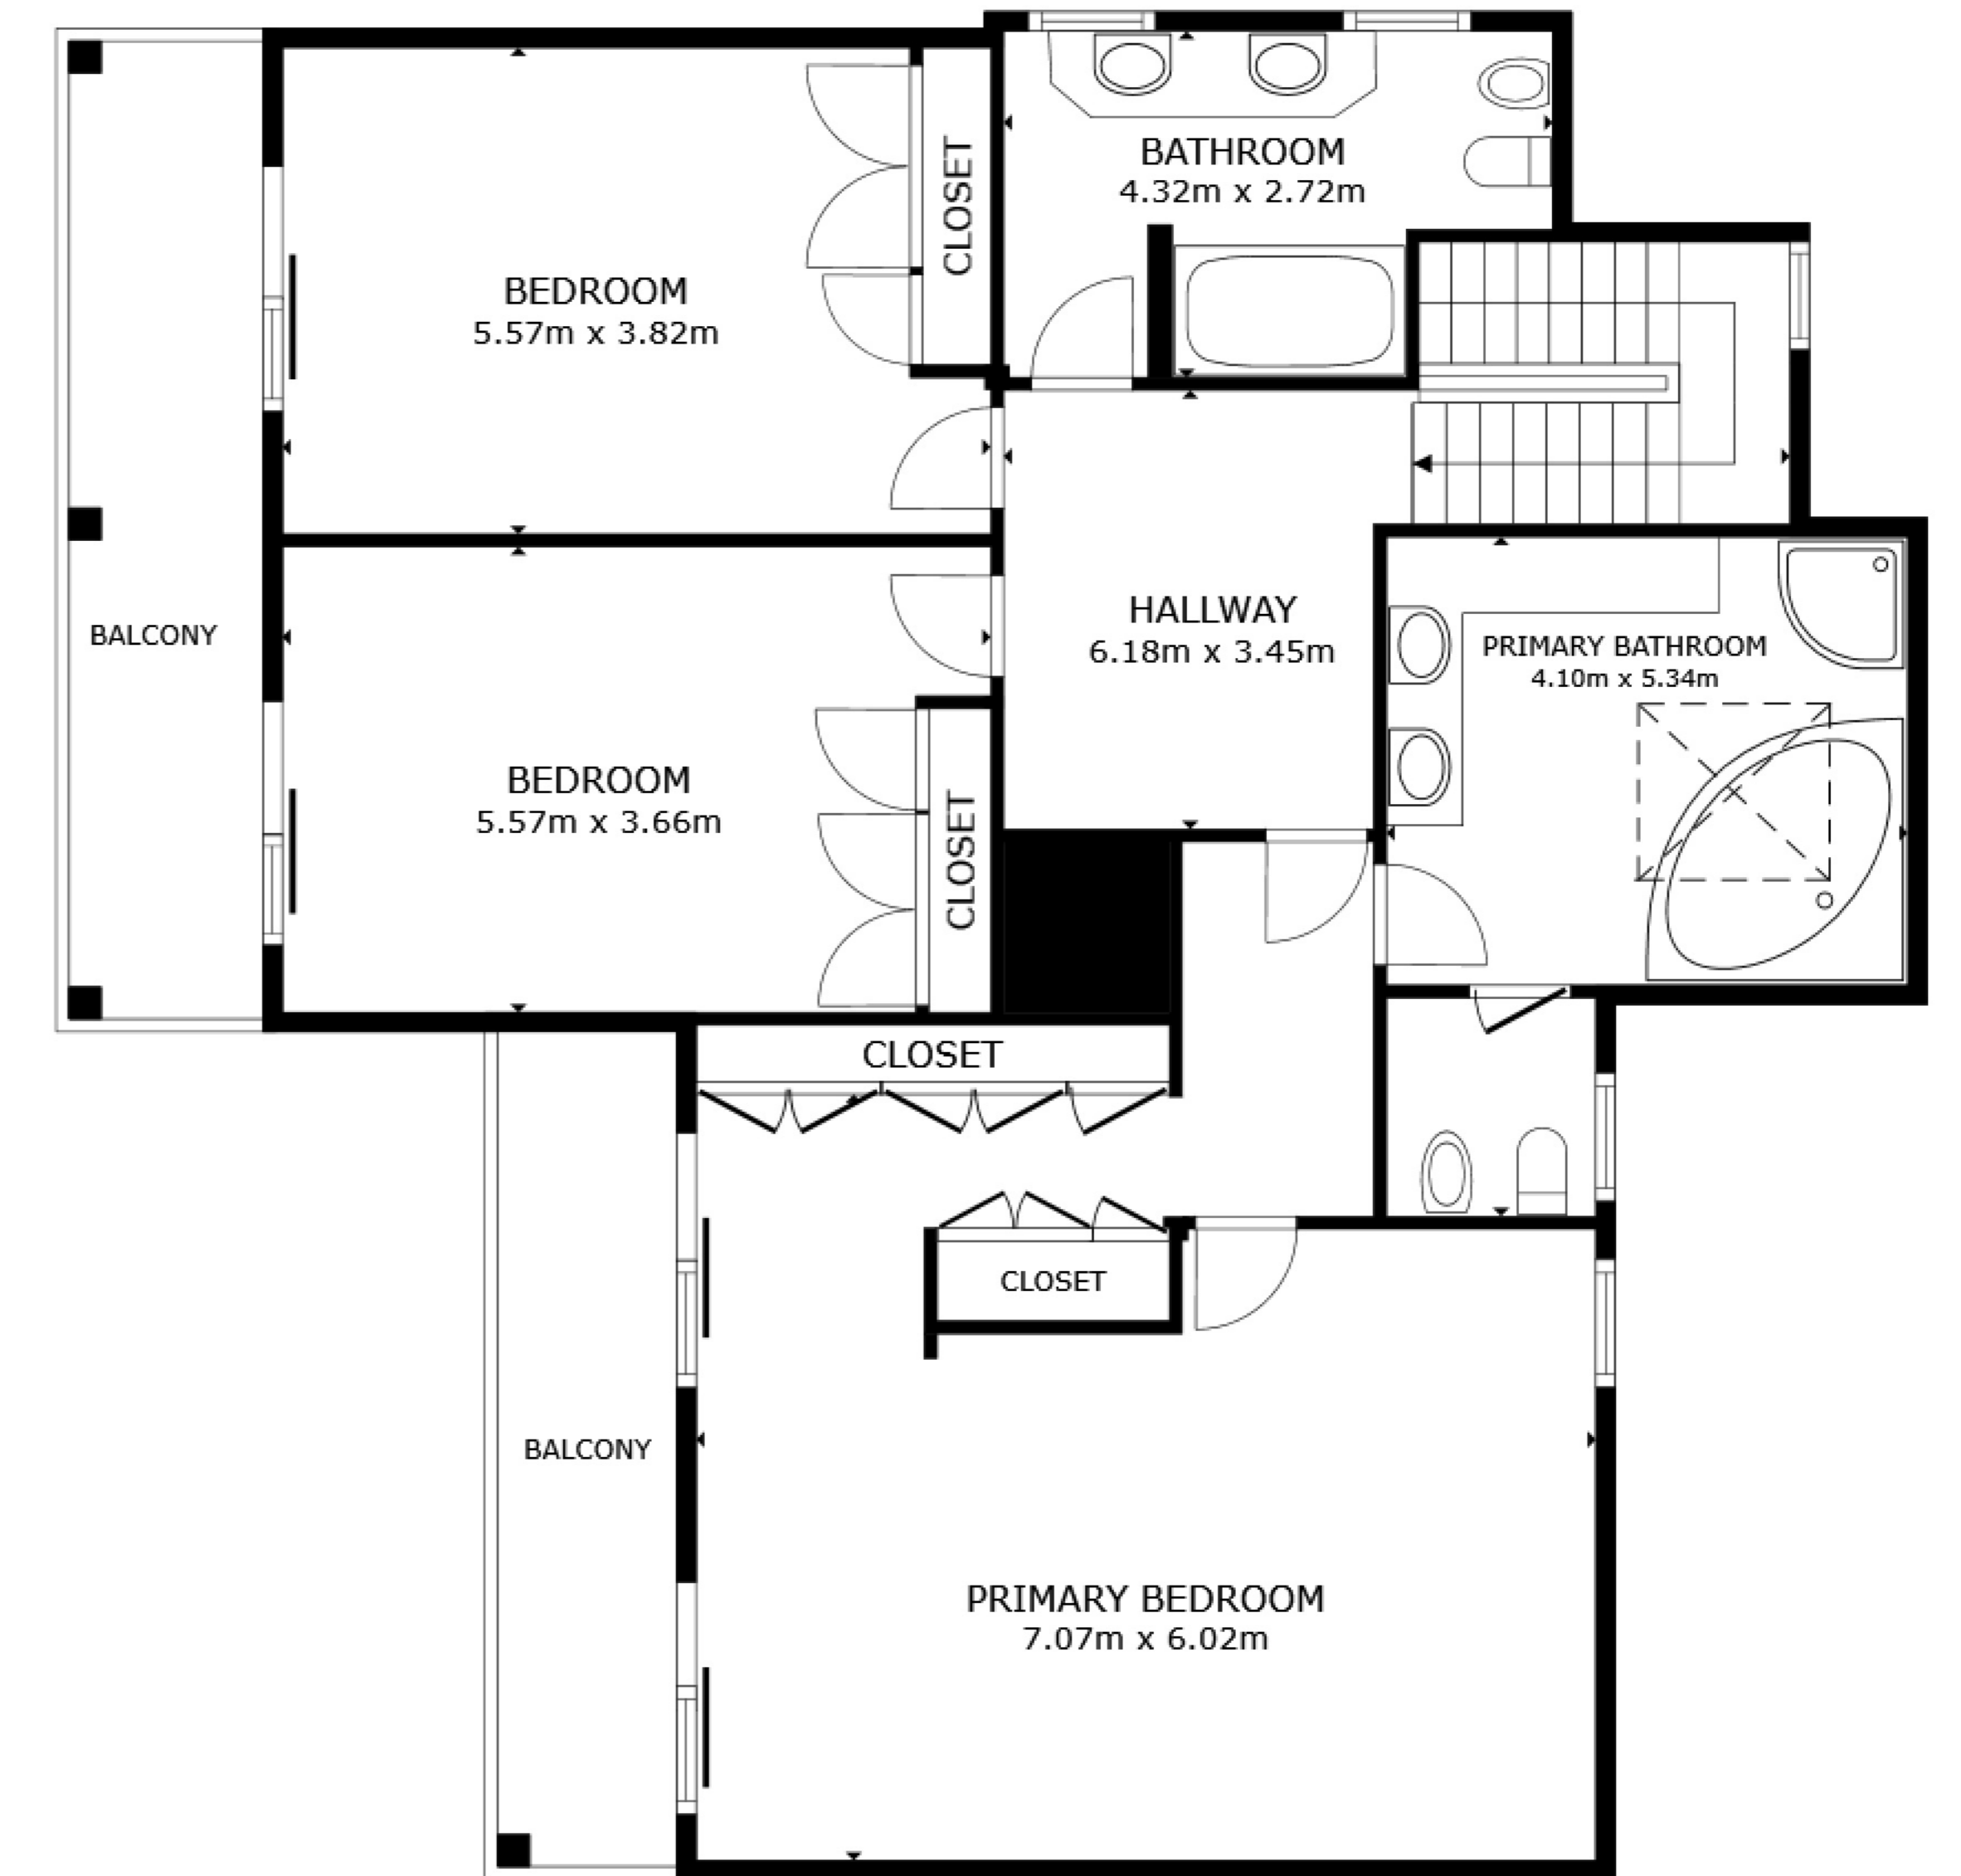 BATHROOM
4.32m x 2.72m
CLOSET
BEDROOM
5.57m x 3.82m
HALLWAY
6.18m x 3.45m
BALCONY
PRIMARY BATHROOM
4.10m x 5.34m
BEDROOM
5.57m x 3.66m
CLOSET
CLOSET
CLOSET
BALCONY
PRIMARY BEDROOM
7.07m x 6.02m